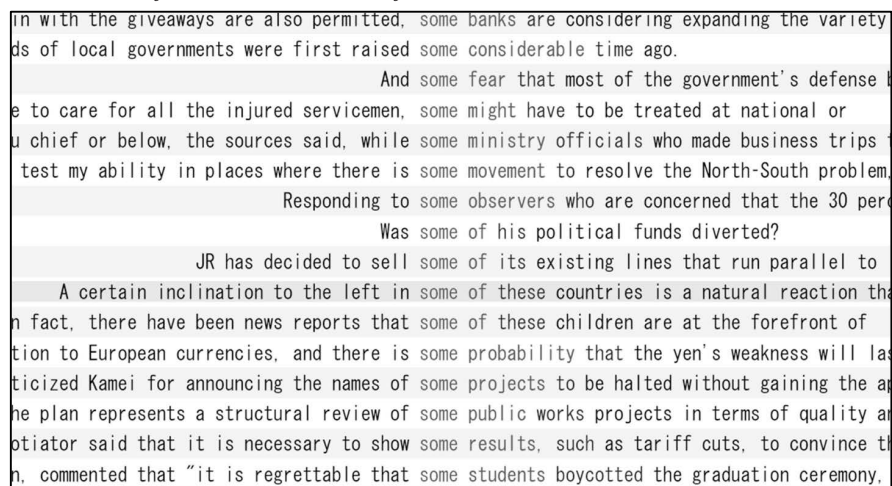 in with the giveaways are also permitted, some banks are considering expanding the variety
ds of local governments were first raised some considerable time ago.
And some fear that most of the government's defense b
e to care for all the injured servicemen, some might have to be treated at national or
u chief or below, the sources said, while some ministry officials who made business trips t
test my ability in places where there is some movement to resolve the North-South problem,
Responding to some observers who are concerned that the 30 perc
Was some of his political funds diverted?
JR has decided to sell some of its existing lines that run parallel to
A certain inclination to the left in some of these countries is a natural reaction tha
n fact, there have been news reports that some of these children are at the forefront of
tion to European currencies, and there is some probability that the yen's weakness will las
ticized Kamei for announcing the names of some projects to be halted without gaining the ap
he plan represents a structural review of some public works projects in terms of quality an
otiator said that it is necessary to show some results, such as tariff cuts, to convince th
n, commented that "it is regrettable that some students boycotted the graduation ceremony,